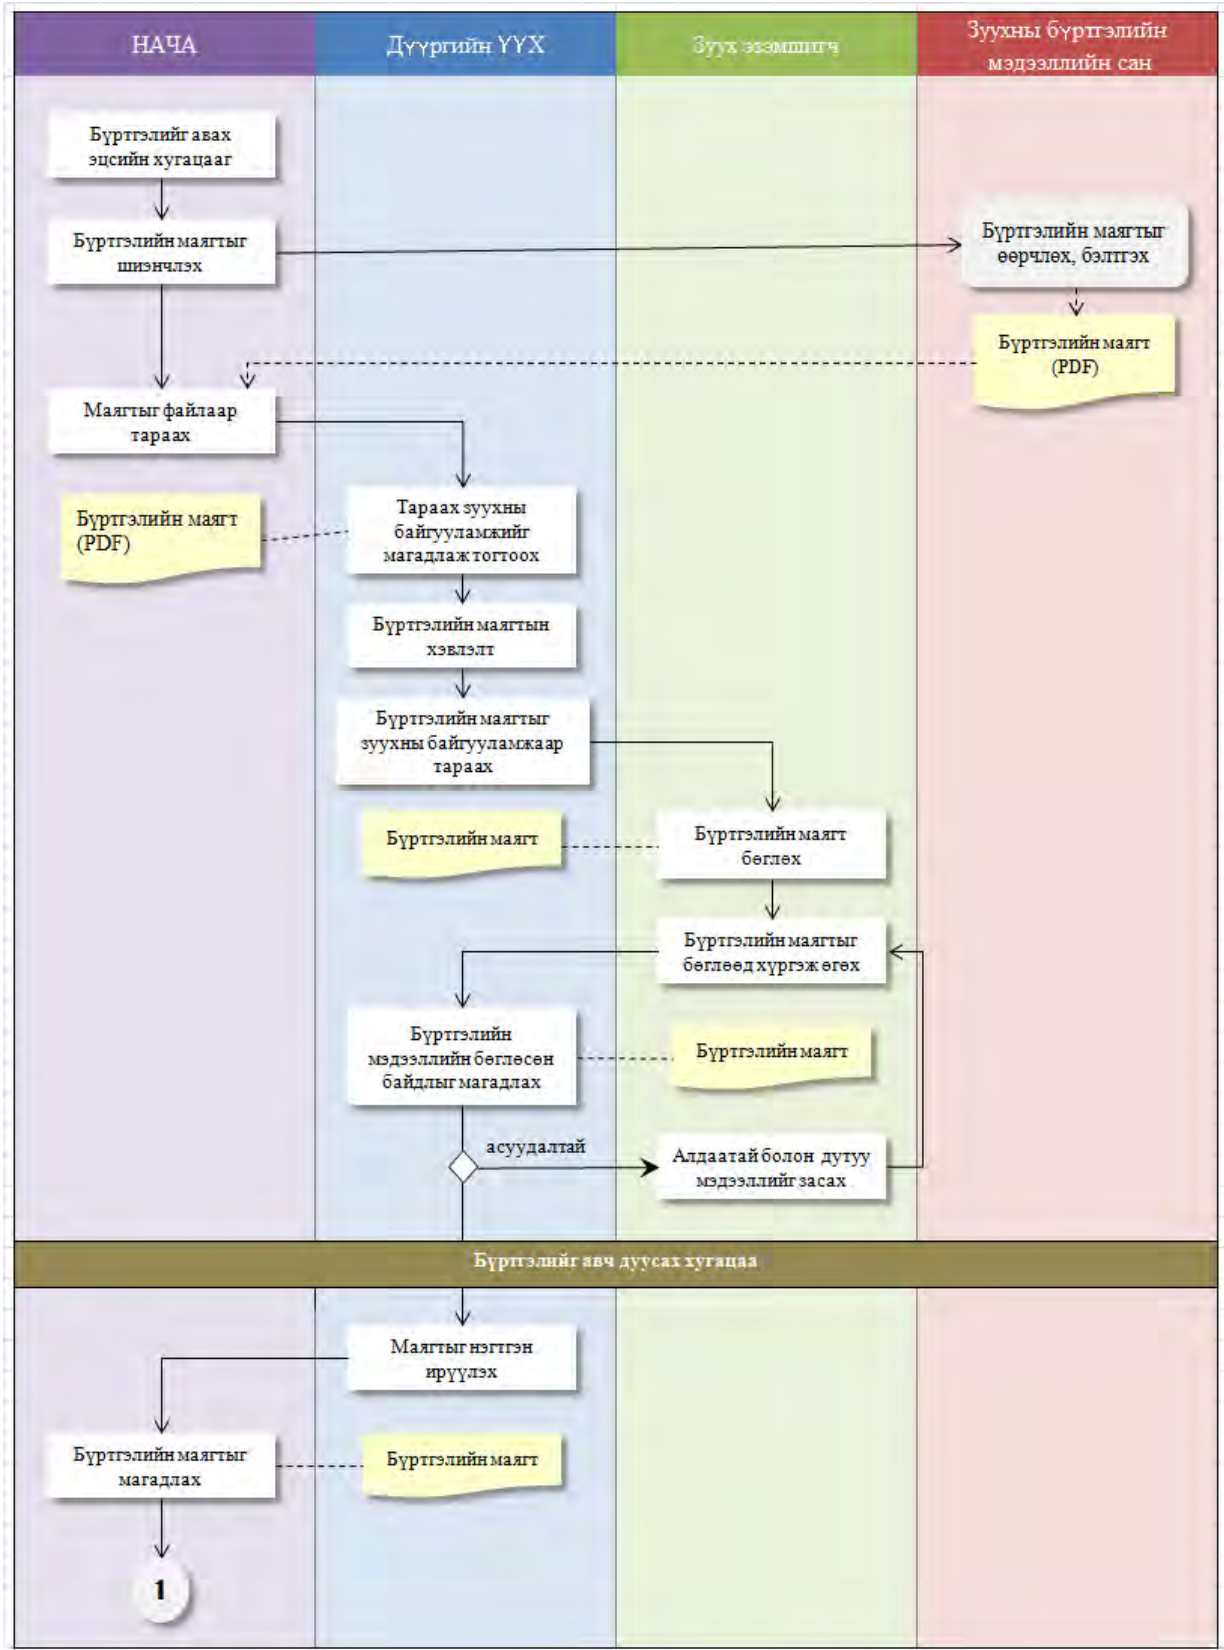 НАЧА
Дүүргийн ҮҮХ
Зуух эзэмшигч
Зуухны бүртгэлийн
мэдээллийн сан
Бүртгэлийг авах
эцсийн хугацааг
Бүртгэлийн маягтыг
шиэнчлэх
Бүртгэлийн маягтыг
өөрчлөх, бэлтгэх
Бүртгэлийн маягт
(PDF)
Маягтыг файлаар
тараах
Бүртгэлийн маягт
(PDF)
Тараах зуухны
байгууламжийг
магадлаж тогтоох
Бүртгэлийн маягтын
хэвлэлт
Бүртгэлийн маягтыг
зуухны байгууламжаар
тараах
Бүртгэлийн маягт
Бүртгэлийн маягт
бөглөх
Бүртгэлийн маягтыг
бөглөөд хүргэж өгөх
Бүртгэлийн
мэдээллийн бөглөсөн
байдлыг магадлах
Бүртгэлийн маягт
асуудалтай
Алдаатай болон дутуу
мэдээллийг засах
Бүртгэлийг авч дуусах хугацаа
Маягтыг нэгтгэн
ирүүлэх
Бүртгэлийн маягтыг
магадлах
Бүртгэлийн маягт
1